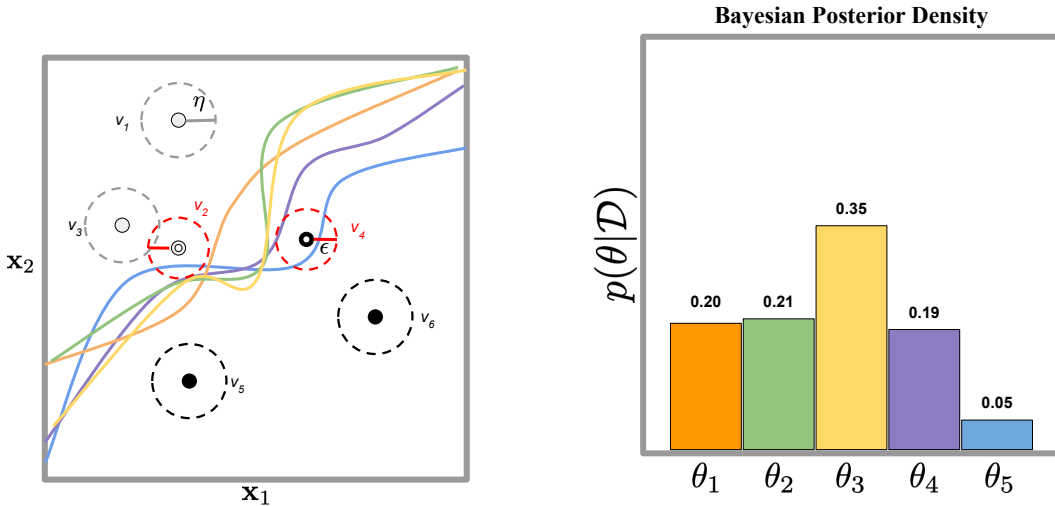 Bayesian Posterior Density
η
v1
v3
v2
v4
ϵ
v6
v5
x2
x1
p(θ|D)
0.20
0.21
0.35
0.19
0.05
θ1
θ2
θ3
θ4
θ5